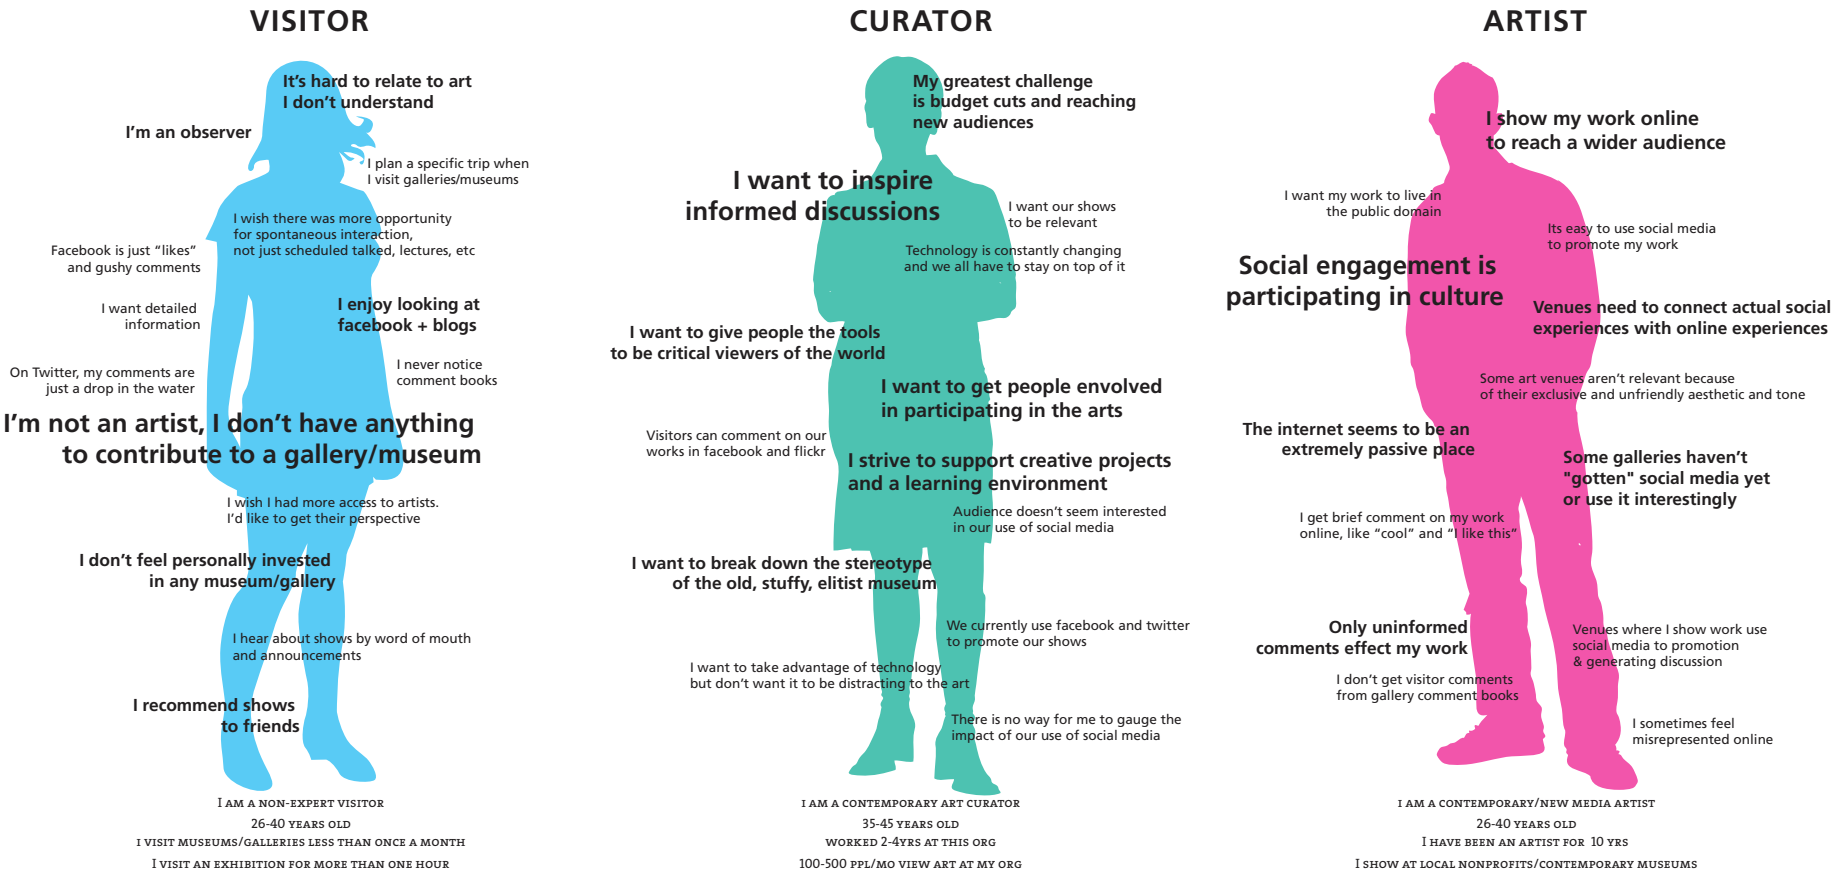 VISITOR
It's hard to relate to art
I don't understand
I'm an observer
I plan a specific trip when
I visit galleries/museums
I wish there was more opportunity
for spontaneous interaction,
not just scheduled talked, lectures, etc
Facebook is just “likes”
and gushy comments
I want detailed
information
I enjoy looking at
facebook + blogs
On Twitter, my comments are
just a drop in the water
I never notice
comment books
I'm not an artist, I don't have anything
to contribute to a gallery/museum
I wish I had more access to artists.
I'd like to get their perspective
I don't feel personally invested
in any museum/gallery
I hear about shows by word of mouth
and announcements
I recommend shows
to friends
I AM A NON-EXPERT VISITOR
26-40 YEARS OLD
I VISIT MUSEUMS/GALLERIES LESS THAN ONCE A MONTH
I VISIT AN EXHIBITION FOR MORE THAN ONE HOUR
CURATOR
My greatest challenge
is budget cuts and reaching
new audiences
I want to inspire
informed discussions
I want our shows
to be relevant
Technology is constantly changing
and we all have to stay on top of it
I want to give people the tools
to be critical viewers of the world
I want to get people envolved
in participating in the arts
Visitors can comment on our
works in facebook and flickr
I strive to support creative projects
and a learning environment
Audience doesn't seem interested
in our use of social media
I want to break down the stereotype
of the old, stuffy, elitist museum
We currently use facebook and twitter
to promote our shows
I want to take advantage of technology
but don't want it to be distracting to the art
There is no way for me to gauge the
impact of our use of social media
I AM A CONTEMPORARY ART CURATOR
35-45 YEARS OLD
WORKED 2-4YRS AT THIS ORG
100-500 PPL/MO VIEW ART AT MY ORG
ARTIST
I show my work online
to reach a wider audience
I want my work to live in
the public domain
Its easy to use social media
to promote my work
Social engagement is
participating in culture
Venues need to connect actual social
experiences with online experiences
Some art venues aren't relevant because
of their exclusive and unfriendly aesthetic and tone
The internet seems to be an
extremely passive place
Some galleries haven't
"gotten" social media yet
or use it interestingly
I get brief comment on my work
online, like “cool” and “I like this”
Only uninformed
comments effect my work
Venues where I show work use
social media to promotion
& generating discussion
I don't get visitor comments
from gallery comment books
I sometimes feel
misrepresented online
I AM A CONTEMPORARY/NEW MEDIA ARTIST
26-40 YEARS OLD
I HAVE BEEN AN ARTIST FOR 10 YRS
I SHOW AT LOCAL NONPROFITS/CONTEMPORARY MUSEUMS